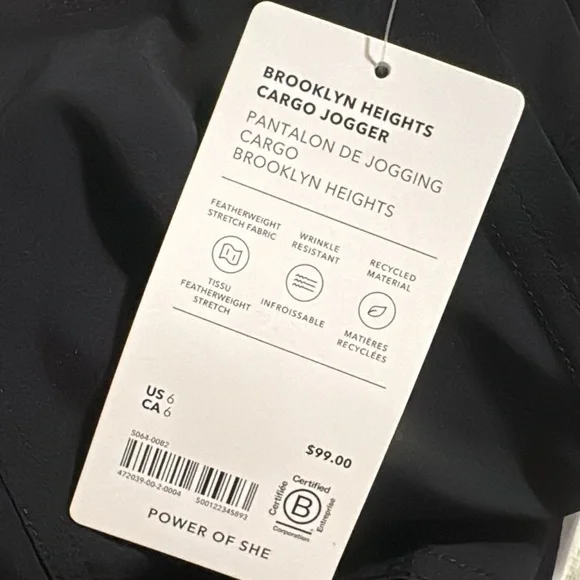 BROOKLYN HEIGHTS
CARGO JOGGER
PANTALON DE JOGGING
CARGO
BROOKLYN HEIGHTS
FEATHERWEIGHT
STRETCH FABRIC
TISSU
FEATHERWEIGHT
STRETCH
WRINKLE
RESISTANT
INFROISSABLE
RECYCLED
MATERIAL
MATIÈRES
RECYCLÉES
US 6
CA 6
$99.00
S064-0082
472039-00-2-0004
500122345893
Certified
Certifiée
B
Entreprise
Corporation
POWER OF SHE